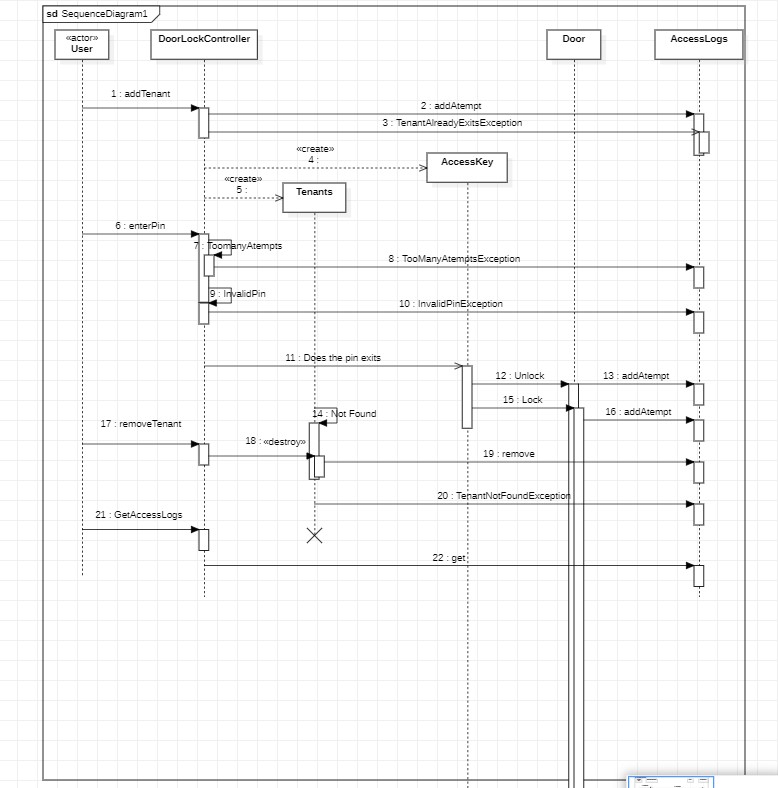 sd SequenceDiagram1
«actor»
User
DoorLockController
Door
AccessLogs
1 : addTenant
2 : addAtempt
3 : TenantAlreadyExitsException
«create»
4 :
AccessKey
«create»
5 :
Tenants
6 : enterPin
7 : ToomanyAtempts
8 : TooManyAtemptsException
9 : InvalidPin
10 : InvalidPinException
11 : Does the pin exits
12 : Unlock
13 : addAtempt
15 : Lock
14 : Not Found
16 : addAtempt
17 : removeTenant
18 : «destroy»
19 : remove
20 : TenantNotFoundException
21 : GetAccessLogs
22 : get